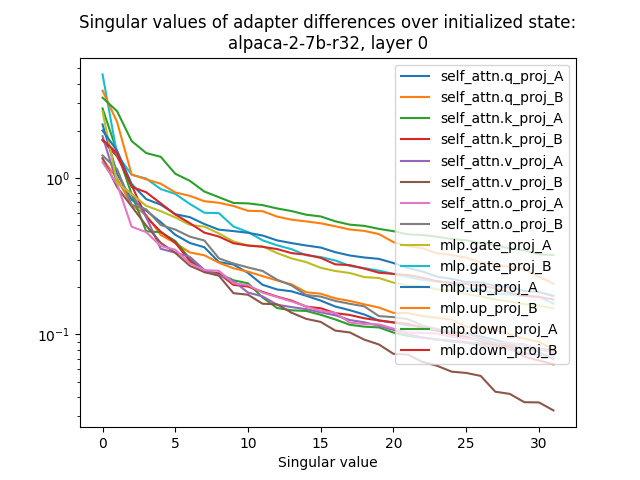 Singular values of adapter differences over initialized state:
alpaca-2-7b-r32, layer 0
self_attn.q_proj_A
self_attn.q_proj_B
self_attn.k_proj_A
self_attn.k_proj_B
self_attn.v_proj_A
self_attn.v_proj_B
self_attn.o_proj_A
self_attn.o_proj_B
mlp.gate_proj_A
mlp.gate_proj_B
mlp.up_proj_A
mlp.up_proj_B
mlp.down_proj_A
mlp.down_proj_B
10⁰
10⁻¹
0 5 10 15 20 25 30
Singular value